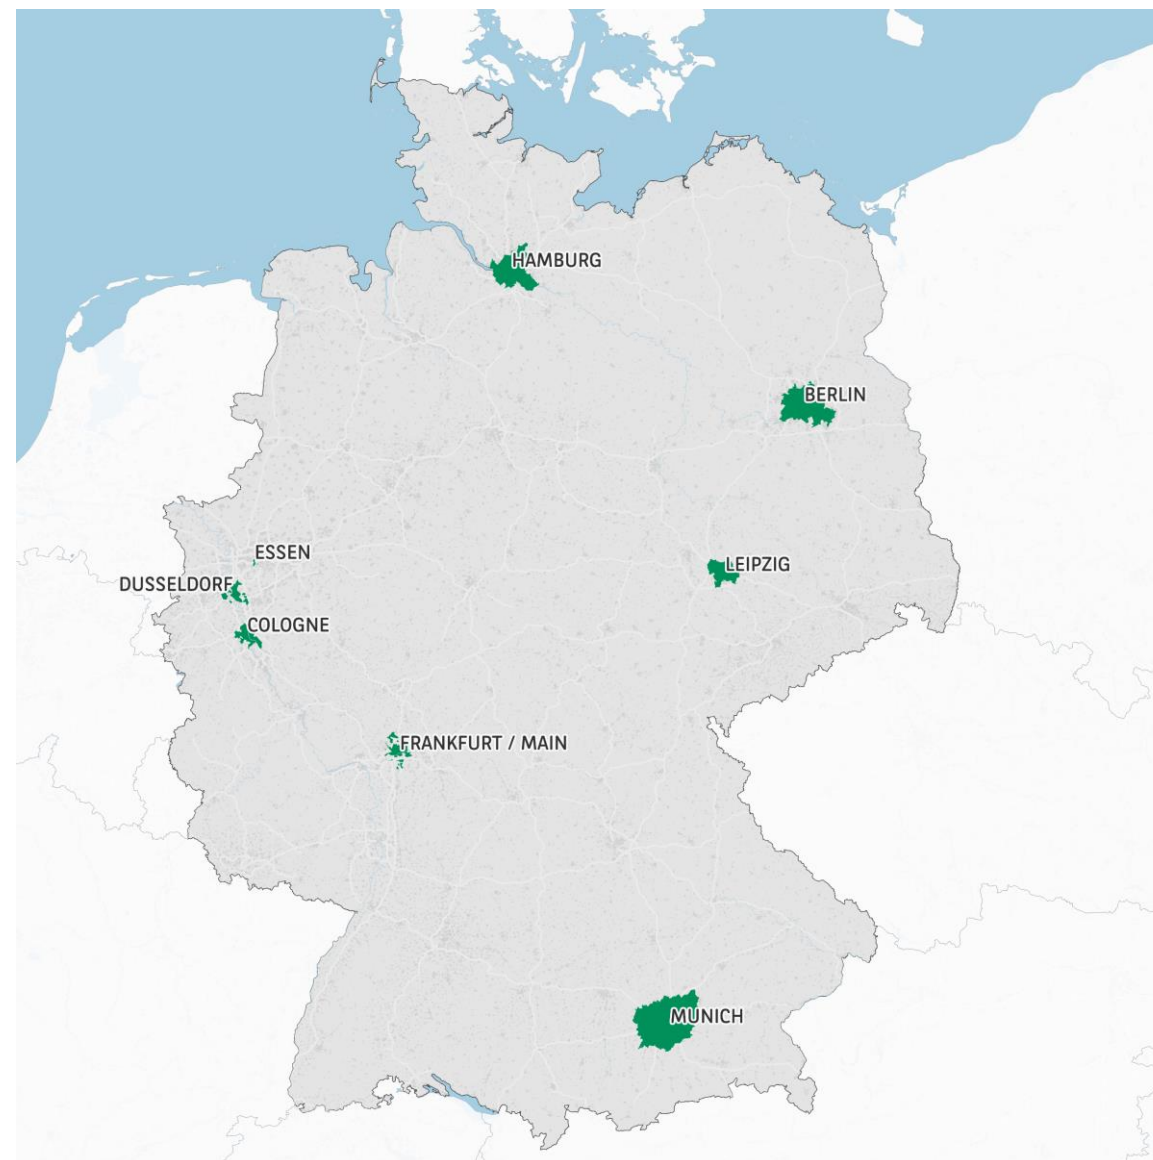 HAMBURG
BERLIN
ESSEN
LEIPZIG
DUSSELDORF
COLOGNE
FRANKFURT / MAIN
MUNICH